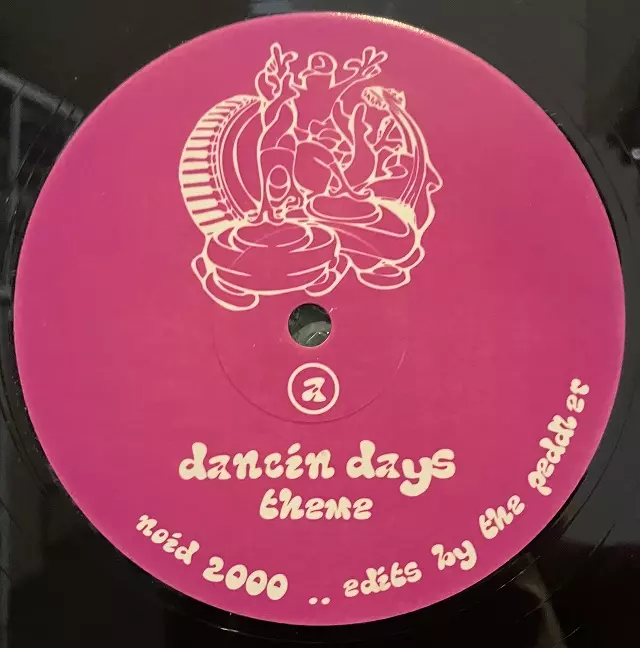 a
dancin days
theme
noid 2000 .. edits by the peddler